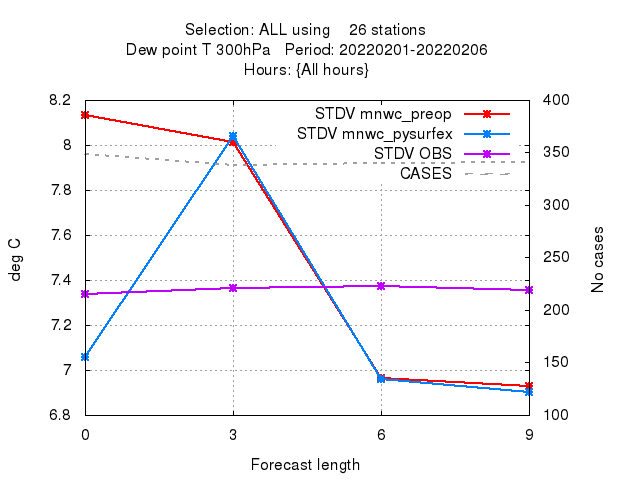 Selection: ALL using    26 stations
Dew point T 300hPa   Period: 20220201-20220206
Hours: {All hours}
8.2
8
7.8
7.6
7.4
7.2
7
6.8
deg C
400
350
300
250
200
150
100
No cases
STDV mnwc_preop
STDV mnwc_pysurfex
STDV OBS
CASES
0
3
6
9
Forecast length